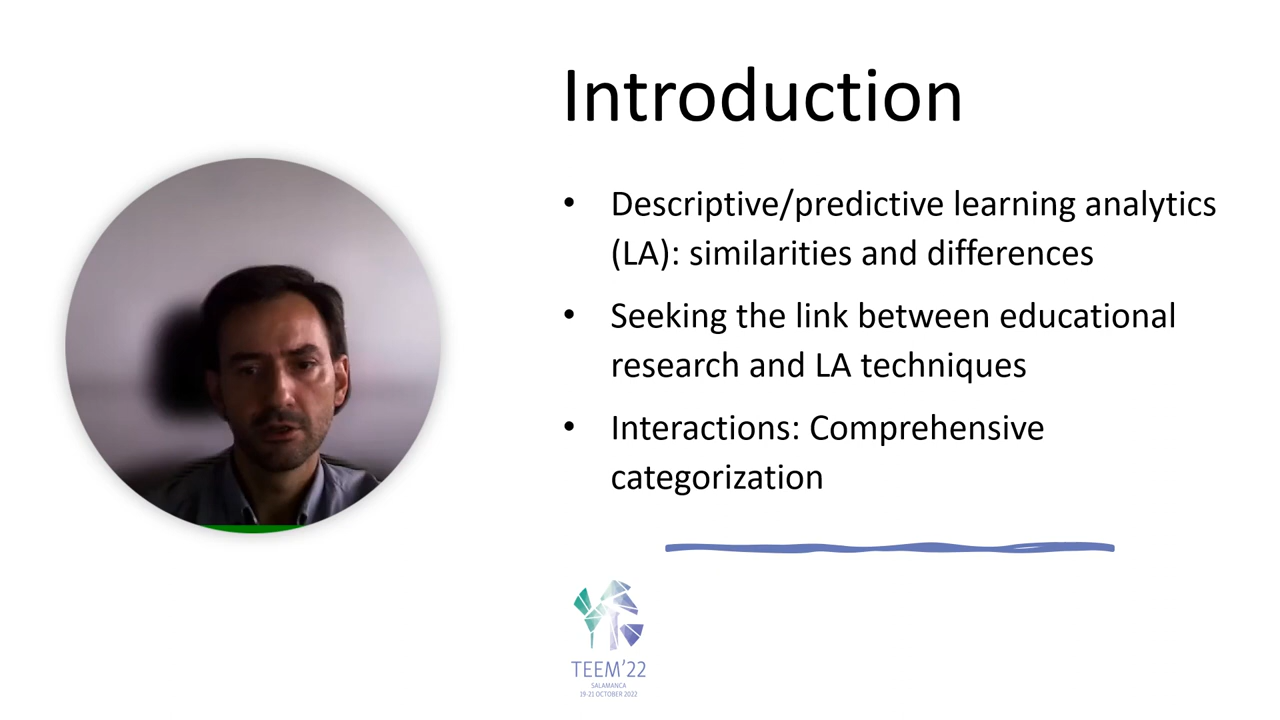 Introduction
• Descriptive/predictive learning analytics
(LA): similarities and differences
• Seeking the link between educational
research and LA techniques
• Interactions: Comprehensive
categorization
TEEM'22
SALAMANCA
19-21 OCTOBER 2022